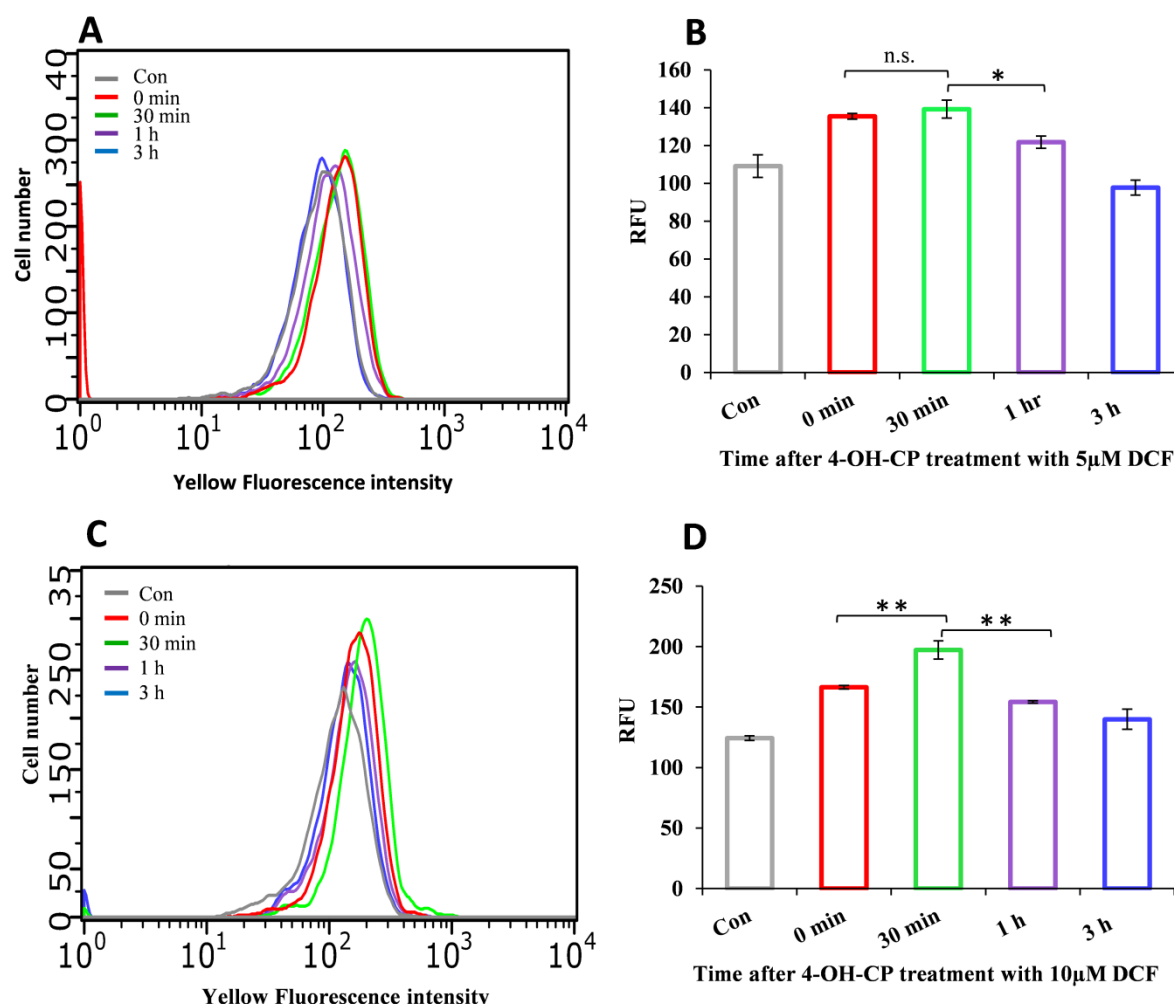 A
Cell number
40
300
200
100
0
Con
0 min
30 min
1 h
3 h
10^0 10^1 10^2 10^3 10^4
Yellow Fluorescence intensity
B
RFU
160
140
120
100
80
60
40
20
0
n.s.
*
Con 0 min 30 min 1 hr 3 h
Time after 4-OH-CP treatment with 5µM DCF
C
Cell number
35
250
150
50
0
Con
0 min
30 min
1 h
3 h
10^0 10^1 10^2 10^3 10^4
Yellow Fluorescence intensity
D
RFU
250
200
150
100
50
0
**
**
Con 0 min 30 min 1 h 3 h
Time after 4-OH-CP treatment with 10µM DCF